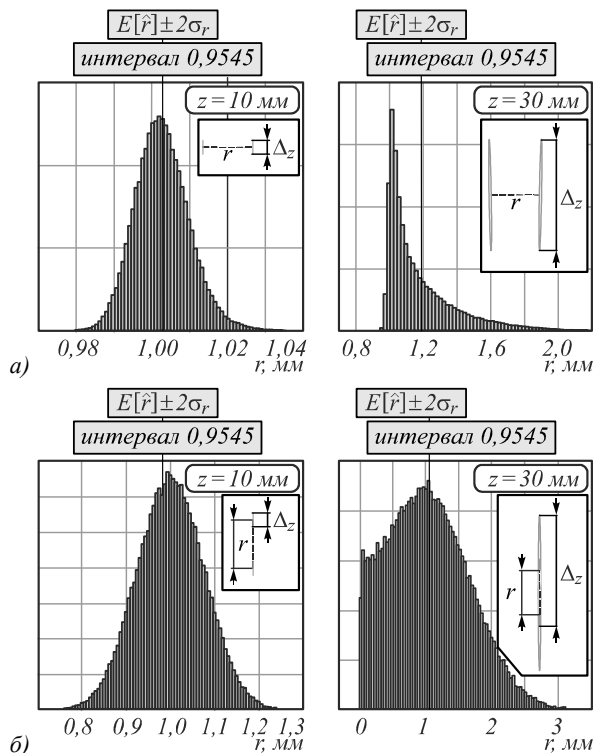 E[r̂]±2σr E[r̂]±2σr
интервал 0,9545 интервал 0,9545
z = 10 мм z = 30 мм
r Δz r Δz
0,98 1,00 1,02 1,04 0,8 1,2 1,6 2,0
а) r, мм r, мм
E[r̂]±2σr E[r̂]±2σr
интервал 0,9545 интервал 0,9545
z = 10 мм z = 30 мм
r Δz r Δz
0,8 0,9 1,0 1,1 1,2 1,3 0 1 2 3
б) r, мм r, мм